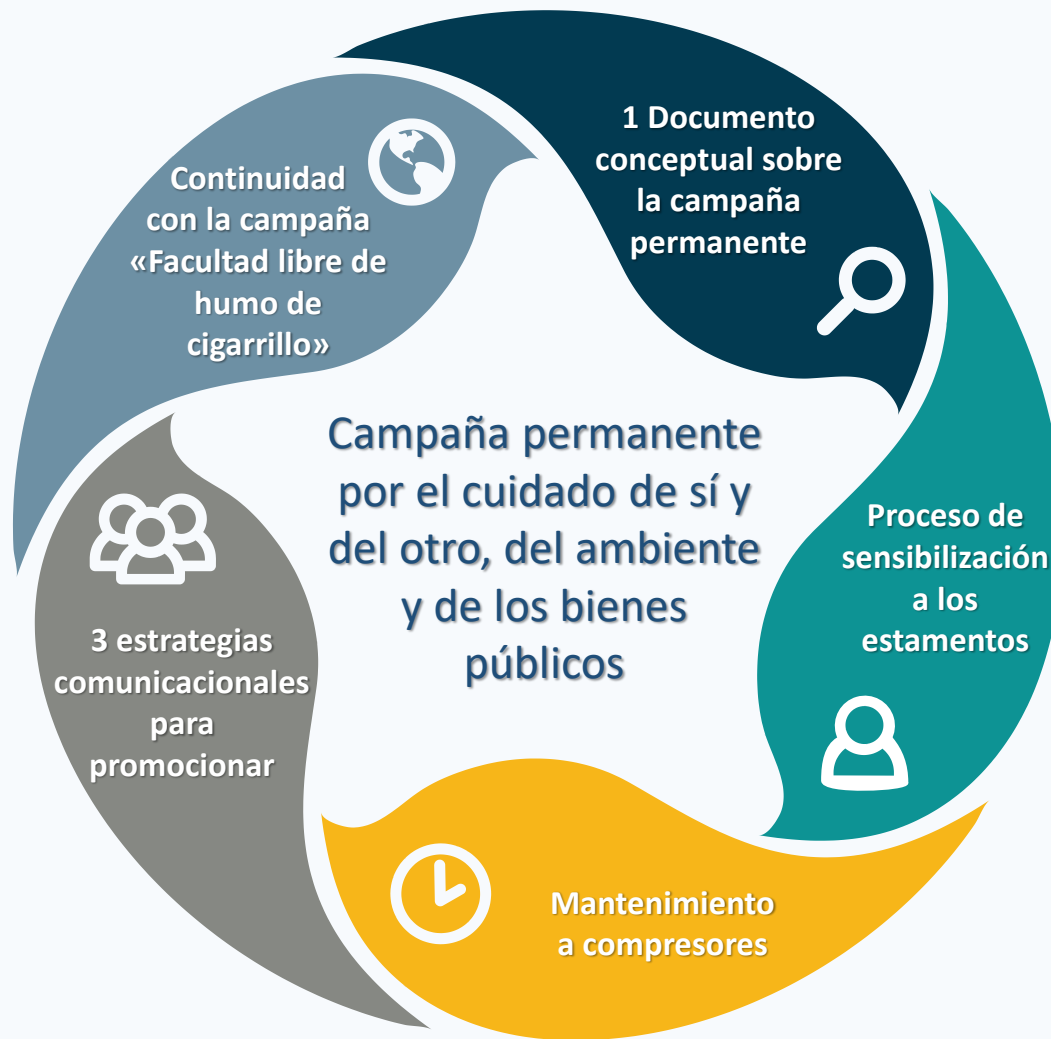 1 Documento
conceptual sobre
la campaña
permanente
Proceso de
sensibilización
a los
estamentos
Mantenimiento
a compresores
3 estrategias
comunicacionales
para
promocionar
Continuidad
con la campaña
«Facultad libre de
humo de
cigarrillo»
Campaña permanente
por el cuidado de sí y
del otro, del ambiente
y de los bienes
públicos